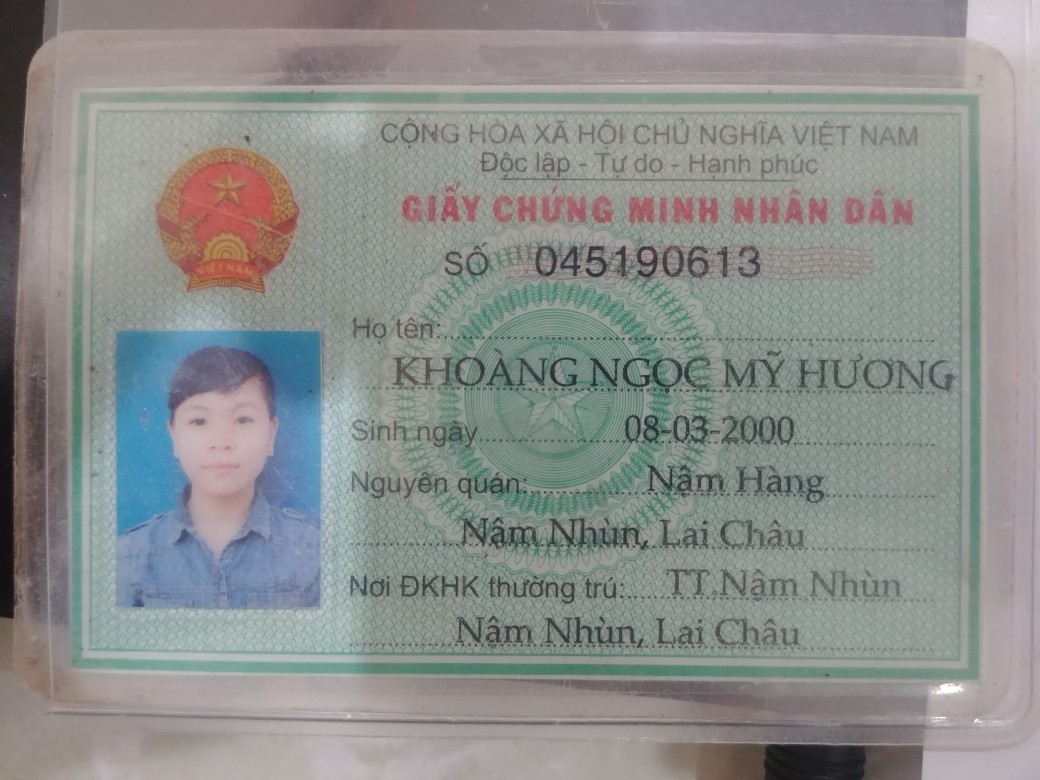 CỘNG HÒA XÃ HỘI CHỦ NGHĨA VIỆT NAM
Độc lập - Tự do - Hạnh phúc
GIẤY CHỨNG MINH NHÂN DÂN
SỐ 045190613
Họ tên:
KHOÀNG NGỌC MỸ HƯƠNG
Sinh ngày 08-03-2000
Nguyên quán: Nậm Hàng
Nậm Nhùn, Lai Châu
Nơi ĐKHK thường trú: TT.Nậm Nhùn
Nậm Nhùn, Lai Châu
VIỆT NAM